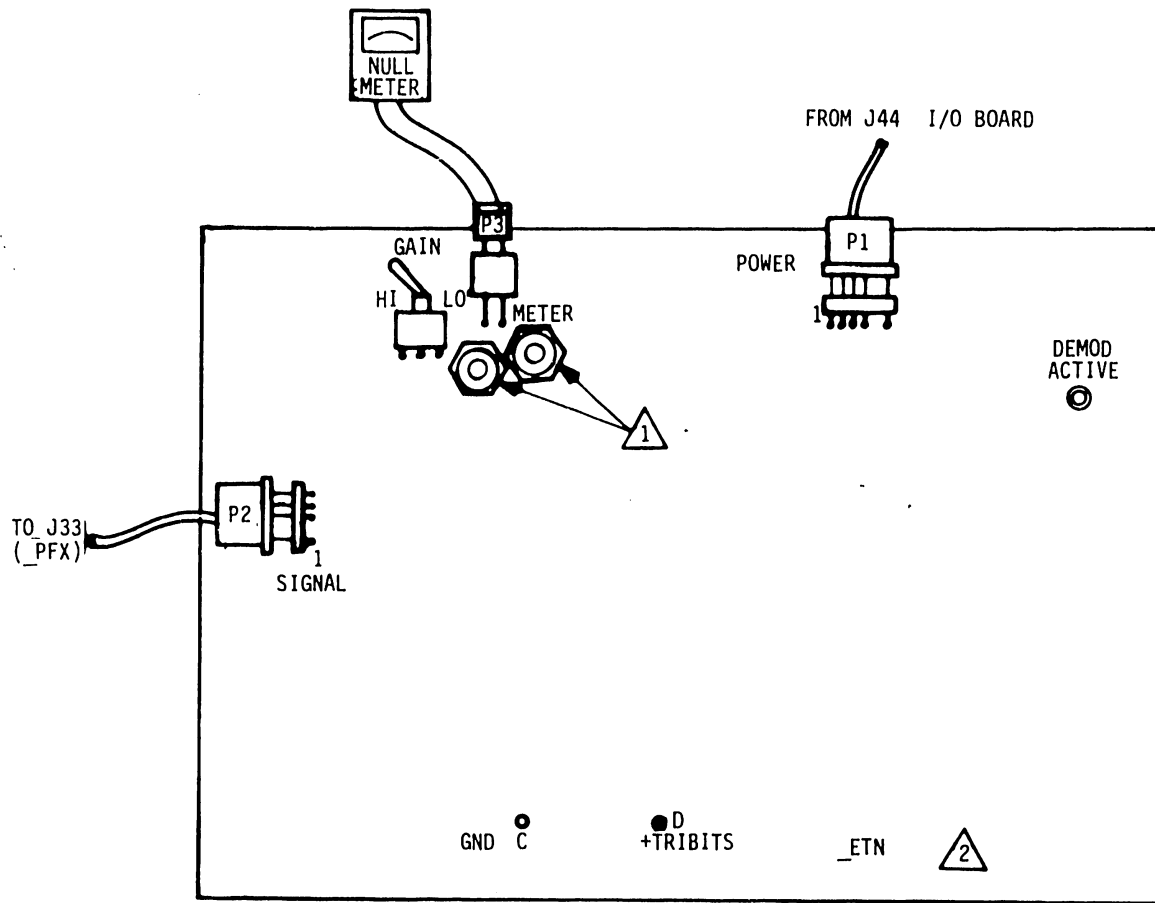 NULL
METER
FROM J44 I/O BOARD
P3
P1
GAIN
POWER
HI LO
METER
1
DEMOD
ACTIVE
1
P2
TO J33
(_PFX)
1
SIGNAL
GND C
D
+TRIBITS
_ETN
2